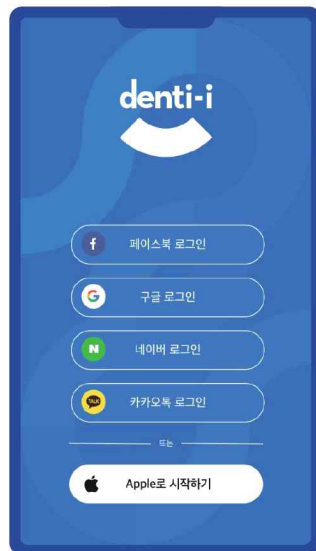 denti-i
f
페이스북 로그인
G
구글 로그인
N
네이버 로그인
TALK
카카오톡 로그인
또는
Apple로 시작하기